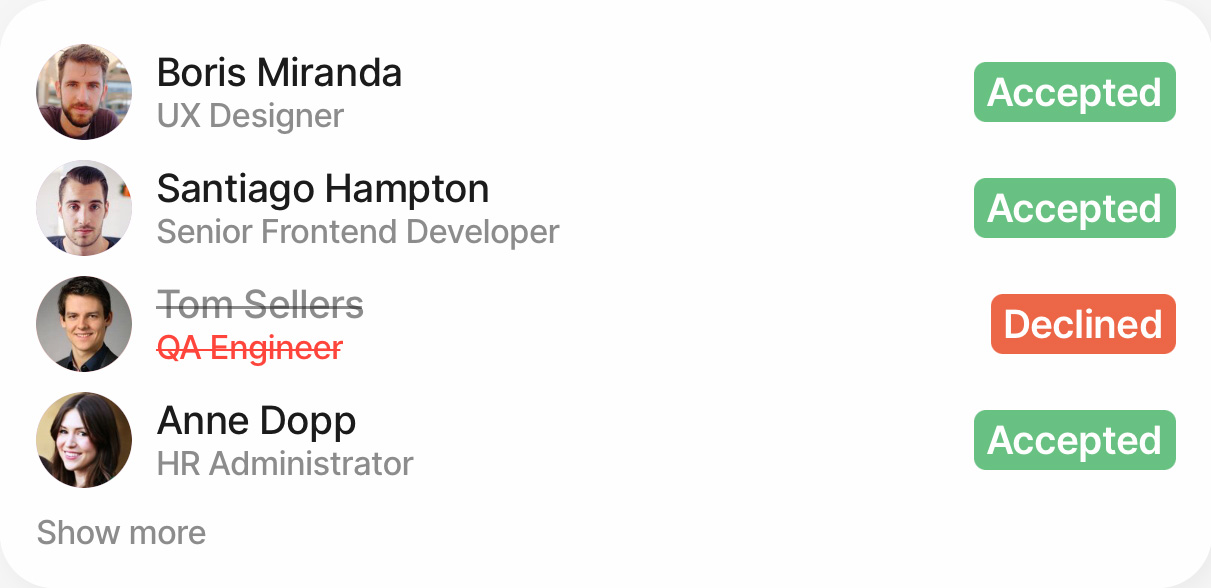 Boris Miranda
UX Designer
Accepted
Santiago Hampton
Senior Frontend Developer
Accepted
Tom Sellers
QA Engineer
Declined
Anne Dopp
HR Administrator
Accepted
Show more